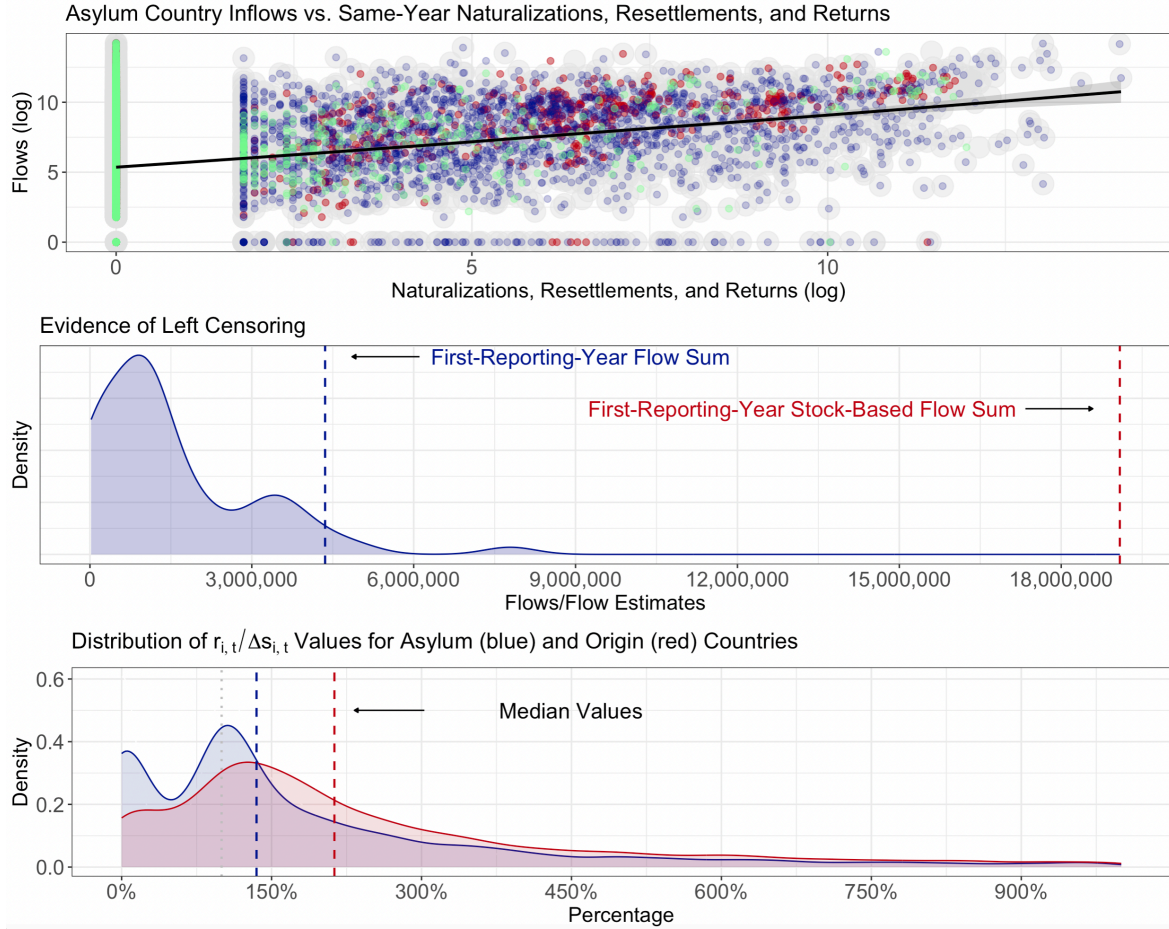 Asylum Country Inflows vs. Same-Year Naturalizations, Resettlements, and Returns
Flows (log)
10
5
0
0 5 10
Naturalizations, Resettlements, and Returns (log)
Evidence of Left Censoring
First-Reporting-Year Flow Sum
First-Reporting-Year Stock-Based Flow Sum
Density
0 3,000,000 6,000,000 9,000,000 12,000,000 15,000,000 18,000,000
Flows/Flow Estimates
Distribution of r_{i, t}/Δs_{i, t} Values for Asylum (blue) and Origin (red) Countries
Median Values
Density
0.6
0.4
0.2
0.0
0% 150% 300% 450% 600% 750% 900%
Percentage